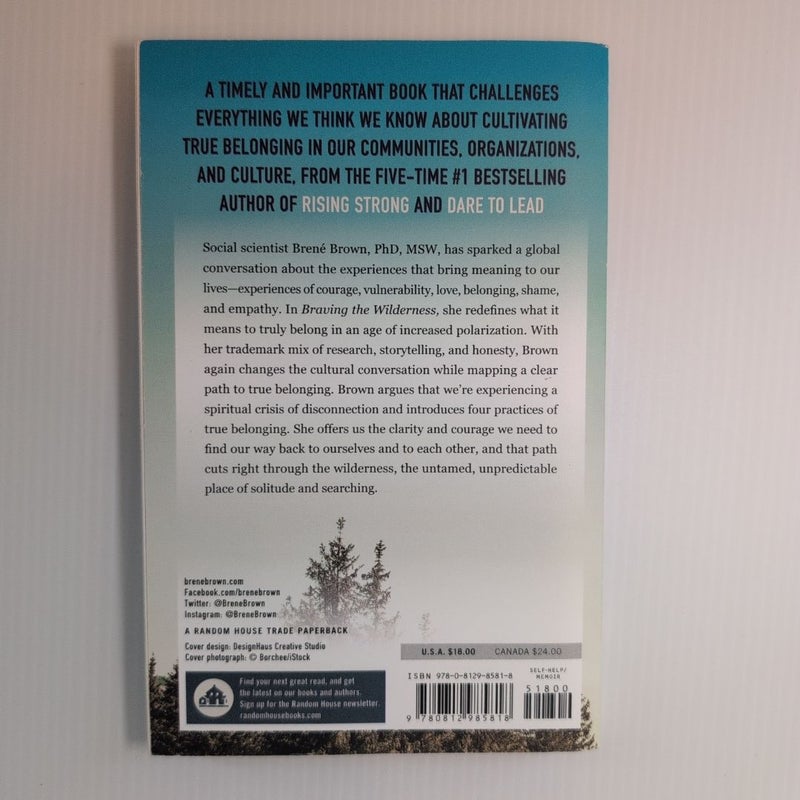 A TIMELY AND IMPORTANT BOOK THAT CHALLENGES
EVERYTHING WE THINK WE KNOW ABOUT CULTIVATING
TRUE BELONGING IN OUR COMMUNITIES, ORGANIZATIONS,
AND CULTURE, FROM THE FIVE-TIME #1 BESTSELLING
AUTHOR OF RISING STRONG AND DARE TO LEAD
Social scientist Brené Brown, PhD, MSW, has sparked a global
conversation about the experiences that bring meaning to our
lives—experiences of courage, vulnerability, love, belonging, shame,
and empathy. In Braving the Wilderness, she redefines what it
means to truly belong in an age of increased polarization. With
her trademark mix of research, storytelling, and honesty, Brown
again changes the cultural conversation while mapping a clear
path to true belonging. Brown argues that we're experiencing a
spiritual crisis of disconnection and introduces four practices of
true belonging. She offers us the clarity and courage we need to
find our way back to ourselves and to each other, and that path
cuts right through the wilderness, the untamed, unpredictable
place of solitude and searching.
brenebrown.com
Facebook.com/brenebrown
Twitter: @BreneBrown
Instagram: @BreneBrown
A RANDOM HOUSE TRADE PAPERBACK
Cover design: DesignHaus Creative Studio
Cover photograph: © Borchee/iStock
Find your next great read, and get
the latest on our books and authors.
Sign up for the Random House newsletter.
randomhousebooks.com
U.S.A. $18.00 CANADA $24.00
ISBN 978-0-8129-8581-8
SELF-HELP/
MEMOIR
51800
9 780812 985818